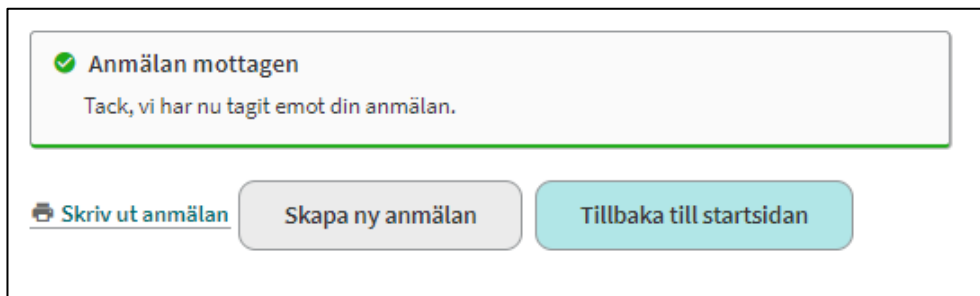 Anmälan mottagen
Tack, vi har nu tagit emot din anmälan.
Skriv ut anmälan Skapa ny anmälan Tillbaka till startsidan